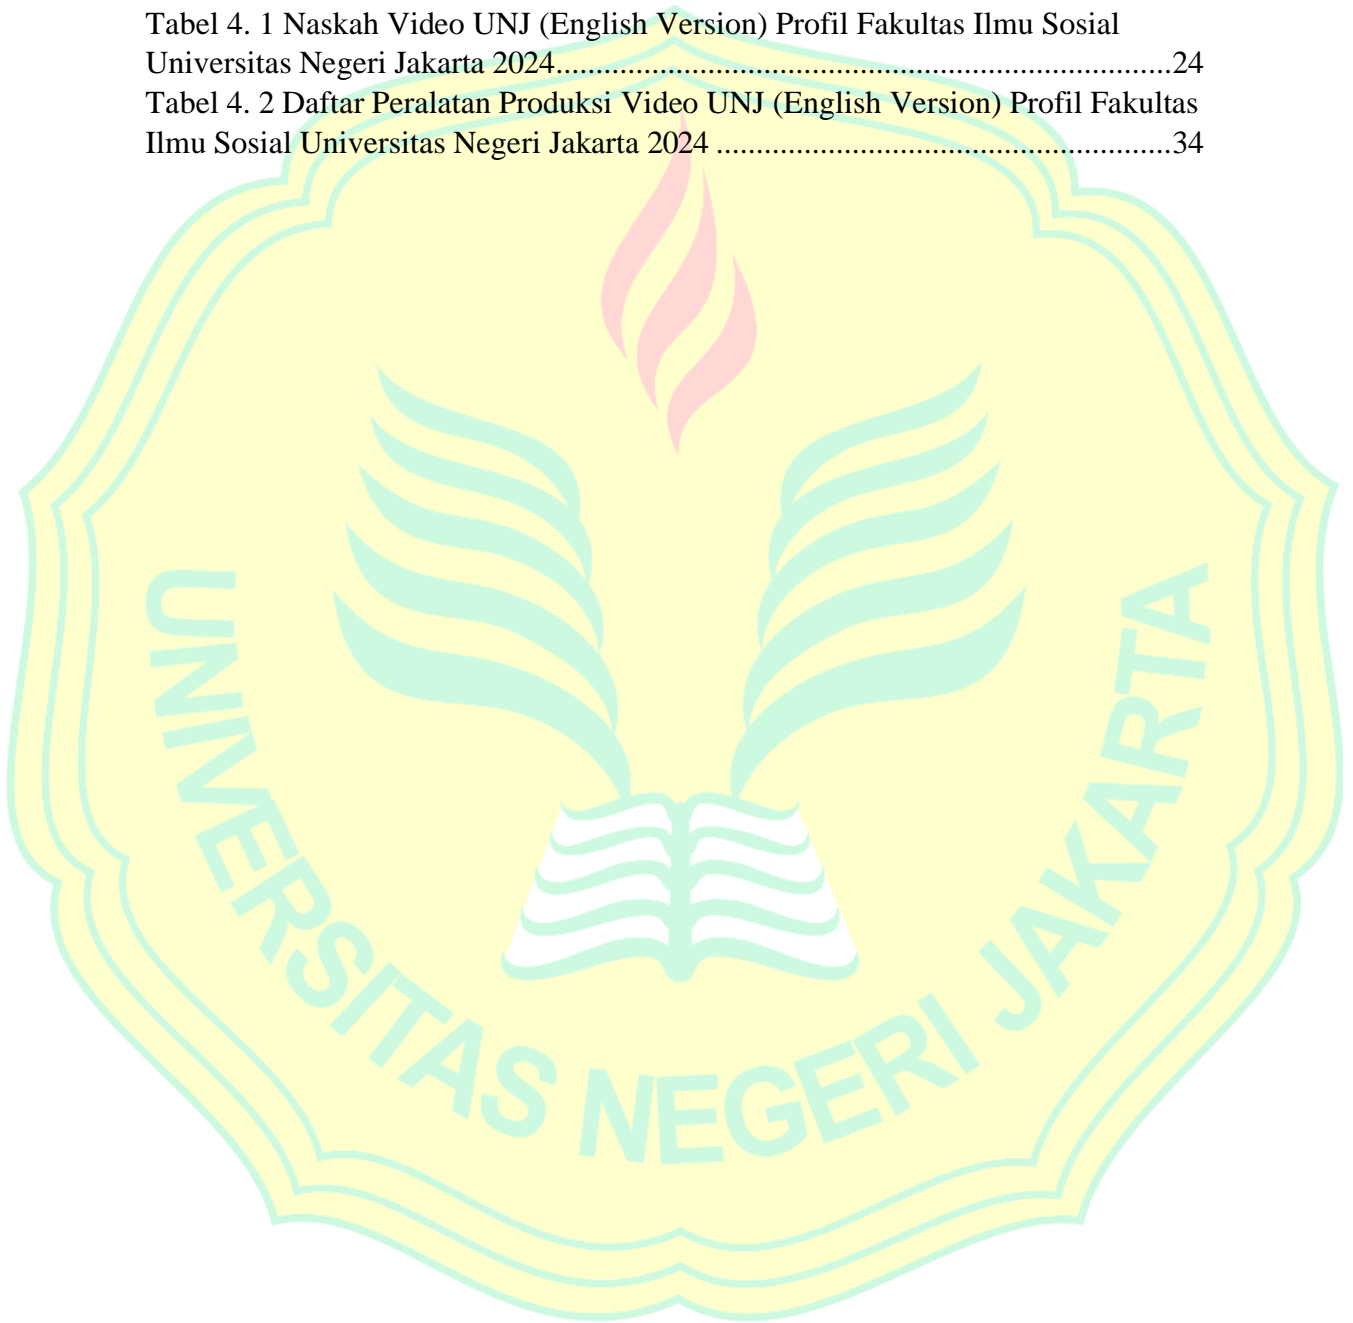 Tabel 4. 1 Naskah Video UNJ (English Version) Profil Fakultas Ilmu Sosial
Universitas Negeri Jakarta 2024.............................................................................24
Tabel 4. 2 Daftar Peralatan Produksi Video UNJ (English Version) Profil Fakultas
Ilmu Sosial Universitas Negeri Jakarta 2024 ........................................................34
UNIVERSITAS NEGERI JAKARTA